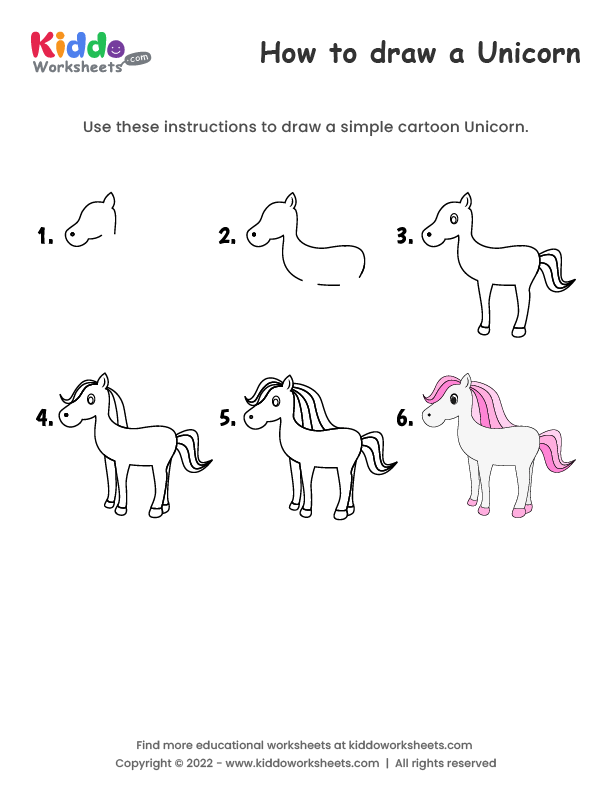 Kiddo
Worksheets .com
How to draw a Unicorn
Use these instructions to draw a simple cartoon Unicorn.
1. 2. 3.
4. 5. 6.
Find more educational worksheets at kiddoworksheets.com
Copyright © 2022 - www.kiddoworksheets.com | All rights reserved